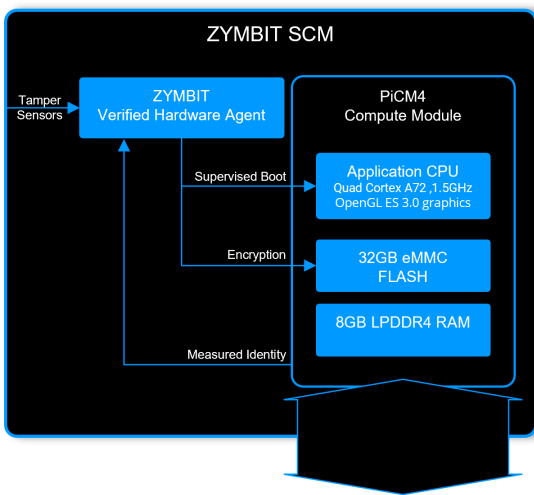 ZYMBIT SCM
Tamper
Sensors
ZYMBIT
Verified Hardware Agent
PiCM4
Compute Module
Supervised Boot
Application CPU
Quad Cortex A72 ,1.5GHz
OpenGL ES 3.0 graphics
Encryption
32GB eMMC
FLASH
8GB LPDDR4 RAM
Measured Identity